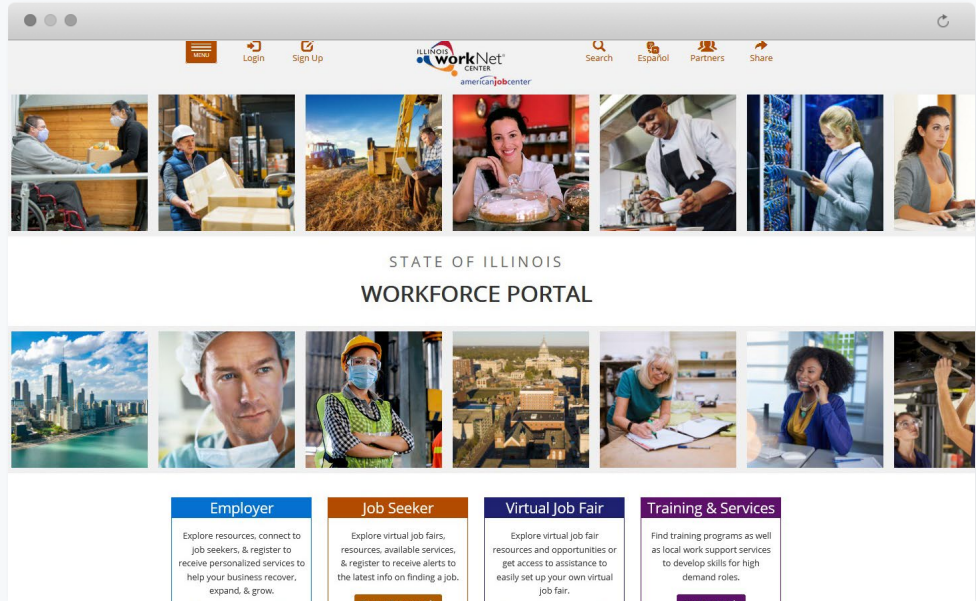 MENU
Login
Sign Up
ILLINOIS
workNet®
CENTER
americanjobcenter
Search
Español
Partners
Share
STATE OF ILLINOIS
WORKFORCE PORTAL
Employer
Explore resources, connect to
job seekers, & register to
receive personalized services to
help your business recover,
expand, & grow.
Job Seeker
Explore virtual job fairs,
resources, available services,
& register to receive alerts to
the latest info on finding a job.
Virtual Job Fair
Explore virtual job fair
resources and opportunities or
get access to assistance to
easily set up your own virtual
job fair.
Training & Services
Find training programs as well
as local work support services
to develop skills for high
demand roles.